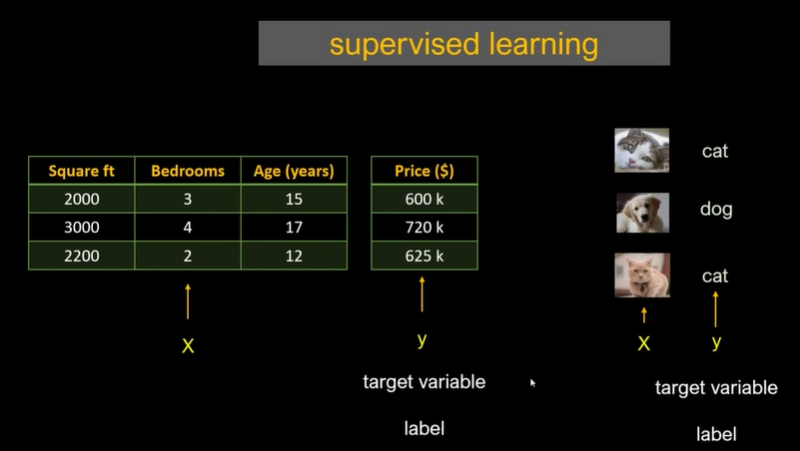 supervised learning
Square ft Bedrooms Age (years) Price ($)
2000 3 15 600 k
3000 4 17 720 k
2200 2 12 625 k
X
y
target variable
label
cat
dog
cat
X y
target variable
label